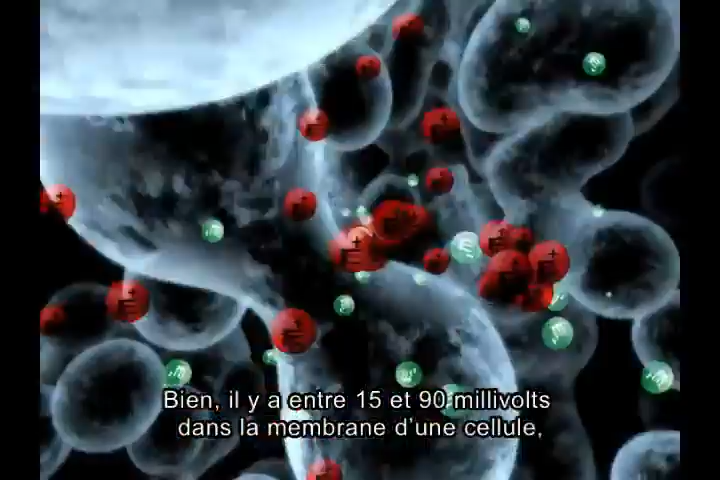 Bien, il y a entre 15 et 90 millivolts
dans la membrane d'une cellule,